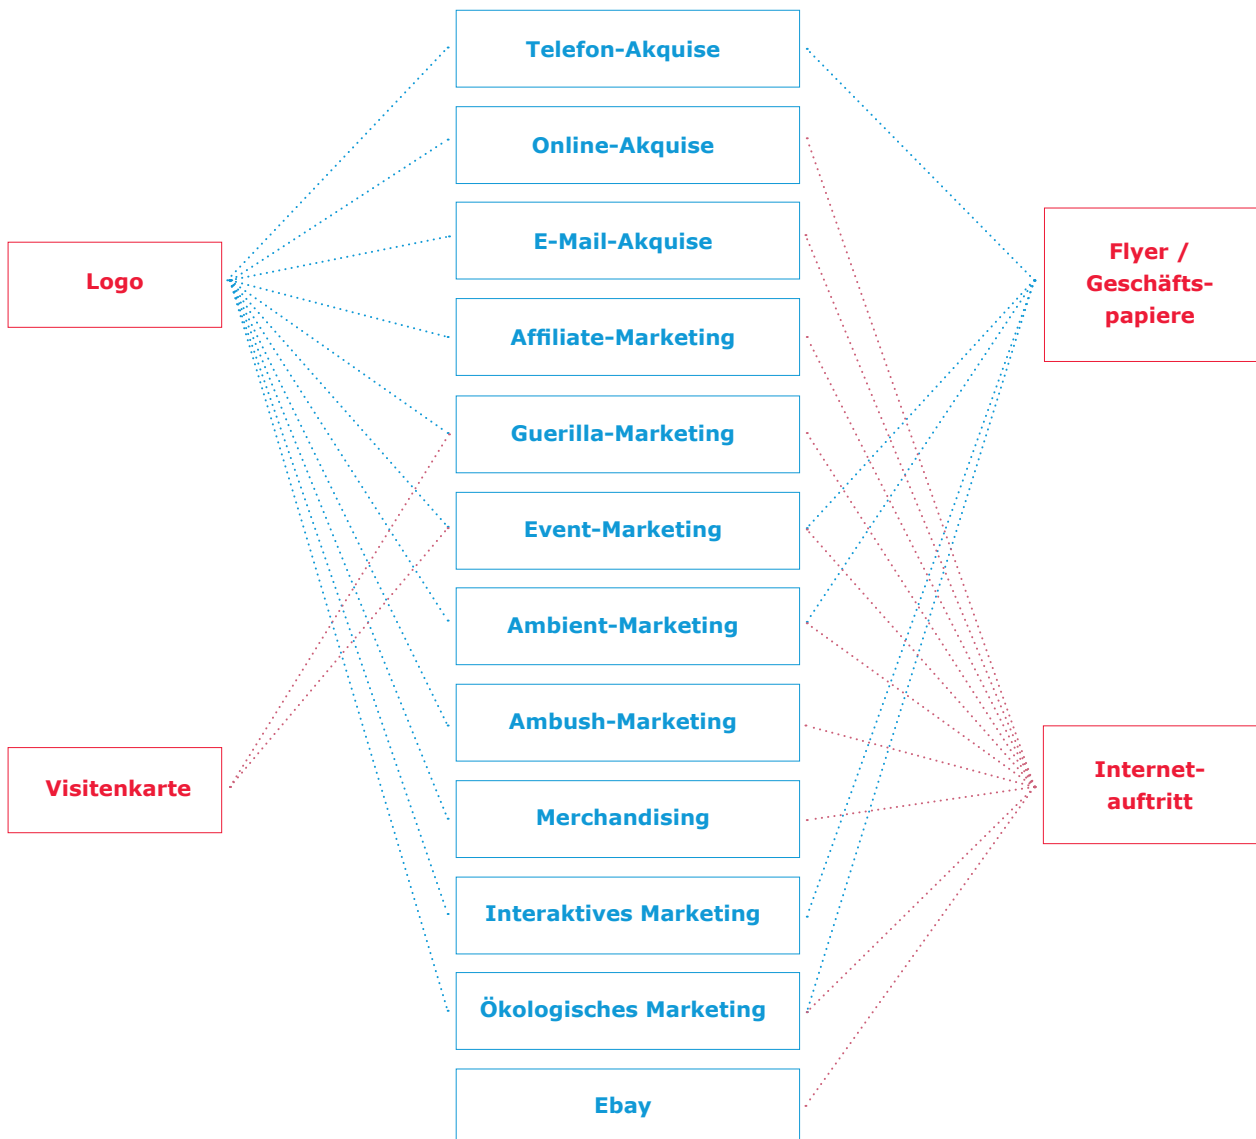 Telefon-Akquise
Online-Akquise
E-Mail-Akquise
Affiliate-Marketing
Guerilla-Marketing
Event-Marketing
Ambient-Marketing
Ambush-Marketing
Merchandising
Interaktives Marketing
Ökologisches Marketing
Ebay
Logo
Visitenkarte
Flyer /
Geschäfts-
papiere
Internet-
auftritt